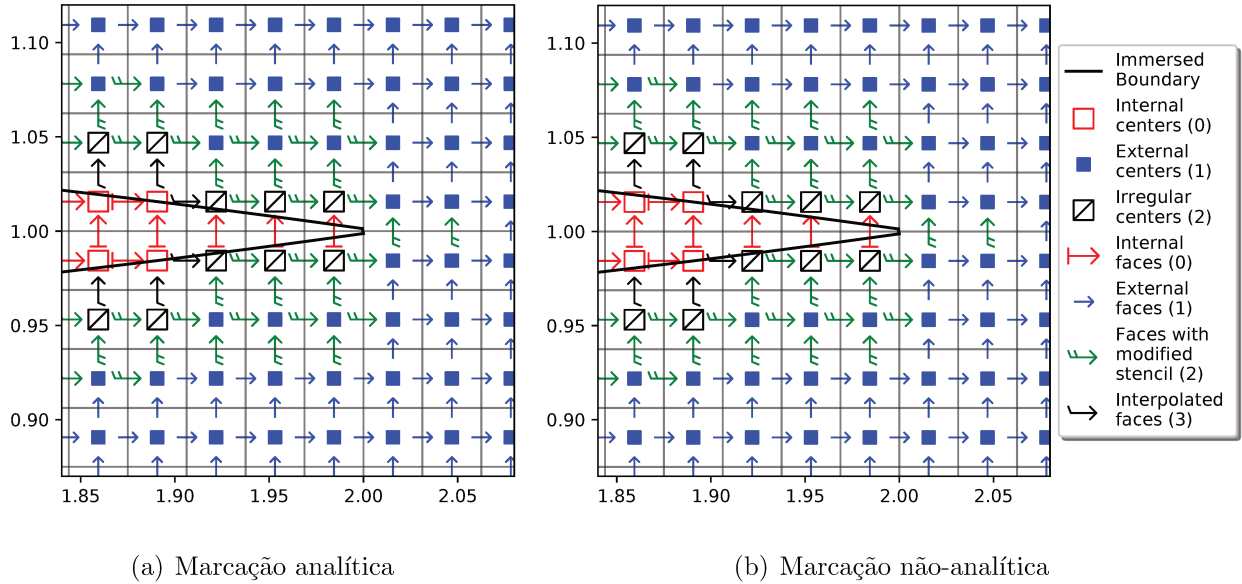 1.10
1.05
1.00
0.95
0.90
1.85 1.90 1.95 2.00 2.05
(a) Marcação analítica
1.10
1.05
1.00
0.95
0.90
1.85 1.90 1.95 2.00 2.05
(b) Marcação não-analítica
Immersed
Boundary
Internal
centers (0)
External
centers (1)
Irregular
centers (2)
Internal
faces (0)
External
faces (1)
Faces with
modified
stencil (2)
Interpolated
faces (3)